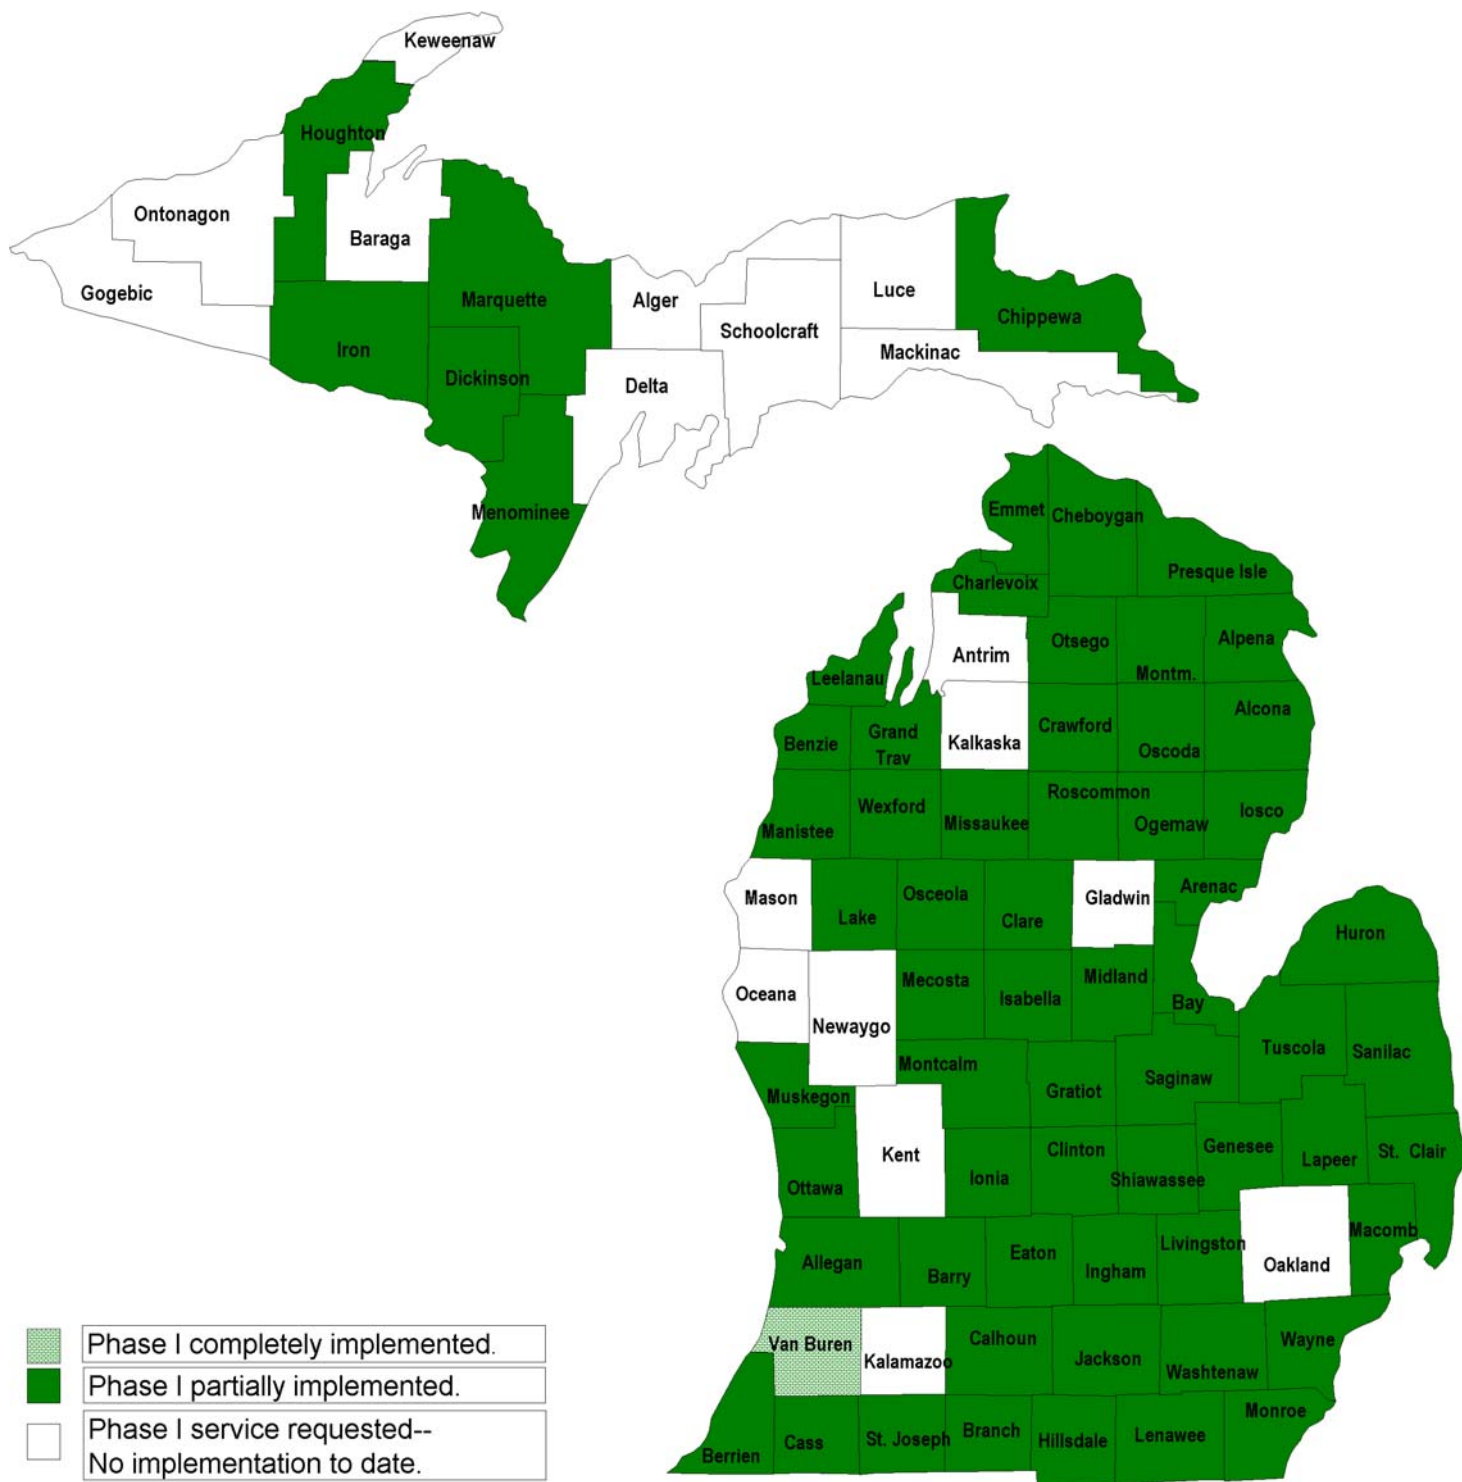 Keweenaw
Houghton
Ontonagon
Baraga
Gogebic
Marquette
Alger
Luce
Schoolcraft
Chippewa
Iron
Mackinac
Dickinson
Delta
Menominee
Emmet
Cheboygan
Presque Isle
Charlevoix
Otsego
Alpena
Antrim
Montm.
Leelanau
Alcona
Crawford
Grand
Trav
Benzie
Kalkaska
Oscoda
Roscommon
Wexford
Iosco
Missaukee
Ogemaw
Manistee
Arenac
Osceola
Mason
Gladwin
Lake
Clare
Huron
Midland
Mecosta
Oceana
Isabella
Bay
Newaygo
Tuscola
Sanilac
Montcalm
Saginaw
Gratiot
Muskegon
Genesee
Clinton
St. Clair
Kent
Lapeer
Ionia
Shiawassee
Ottawa
Macomb
Livingston
Eaton
Allegan
Oakland
Ingham
Barry
Calhoun
Wayne
Van Buren
Jackson
Kalamazoo
Washtenaw
Monroe
Branch
Lenawee
St. Joseph
Hillsdale
Cass
Berrien
Phase I completely implemented.
Phase I partially implemented.
Phase I service requested--
No implementation to date.